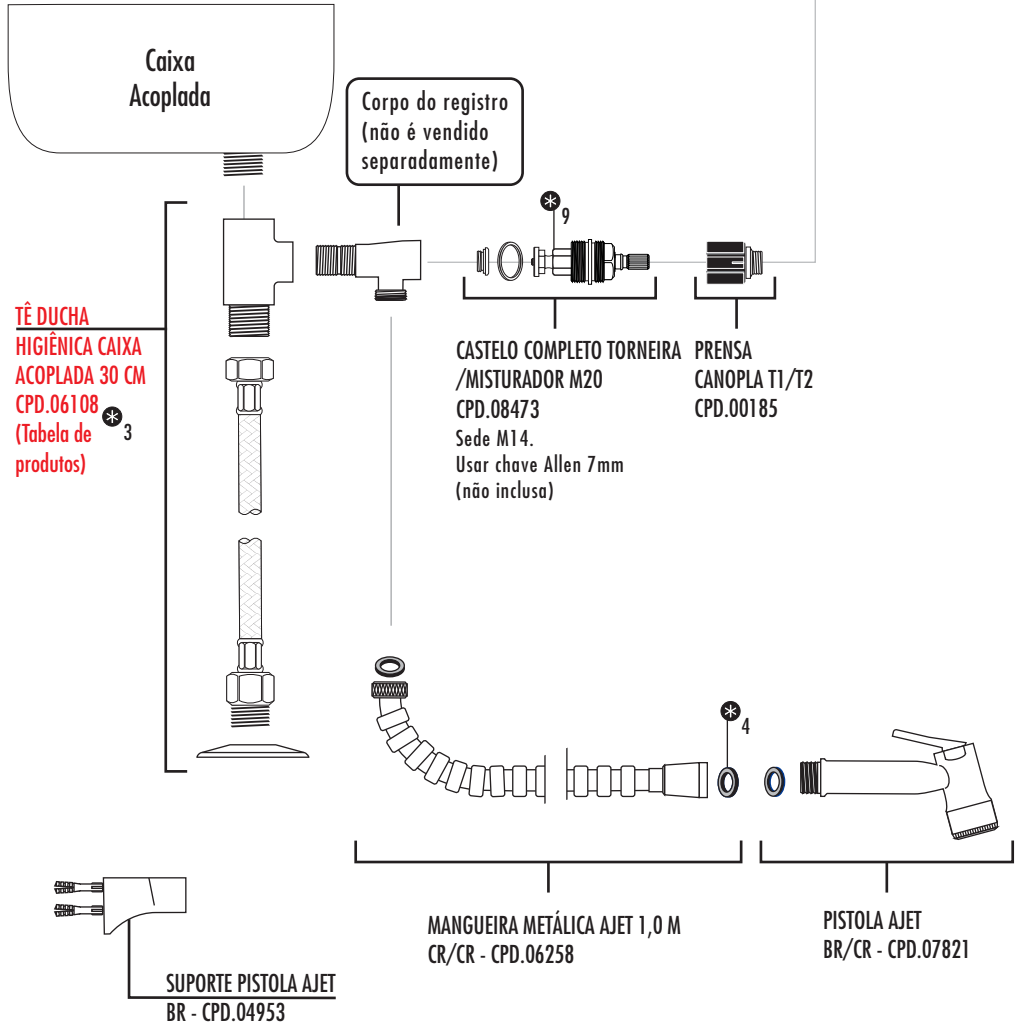 Caixa
Acoplada
Corpo do registro
(não é vendido
separadamente)
9
TÊ DUCHA
HIGIÊNICA CAIXA
ACOPLADA 30 CM
CPD.06108
(Tabela de
produtos)
3
CASTELO COMPLETO TORNEIRA
/MISTURADOR M20
CPD.08473
Sede M14.
Usar chave Allen 7mm
(não inclusa)
PRENSA
CANOPLA T1/T2
CPD.00185
4
MANGUEIRA METÁLICA AJET 1,0 M
CR/CR - CPD.06258
PISTOLA AJET
BR/CR - CPD.07821
SUPORTE PISTOLA AJET
BR - CPD.04953